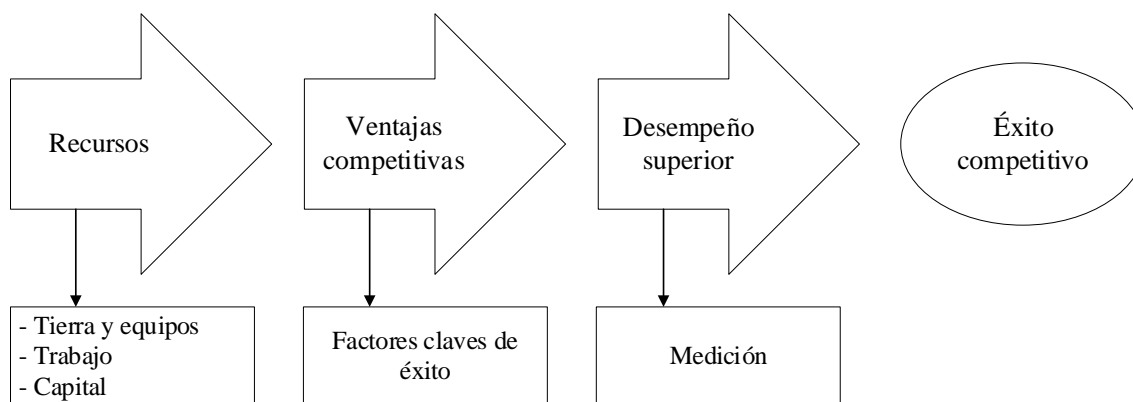 Recursos
Ventajas
competitivas
Desempeño
superior
Éxito
competitivo
- Tierra y equipos
- Trabajo
- Capital
Factores claves de
éxito
Medición